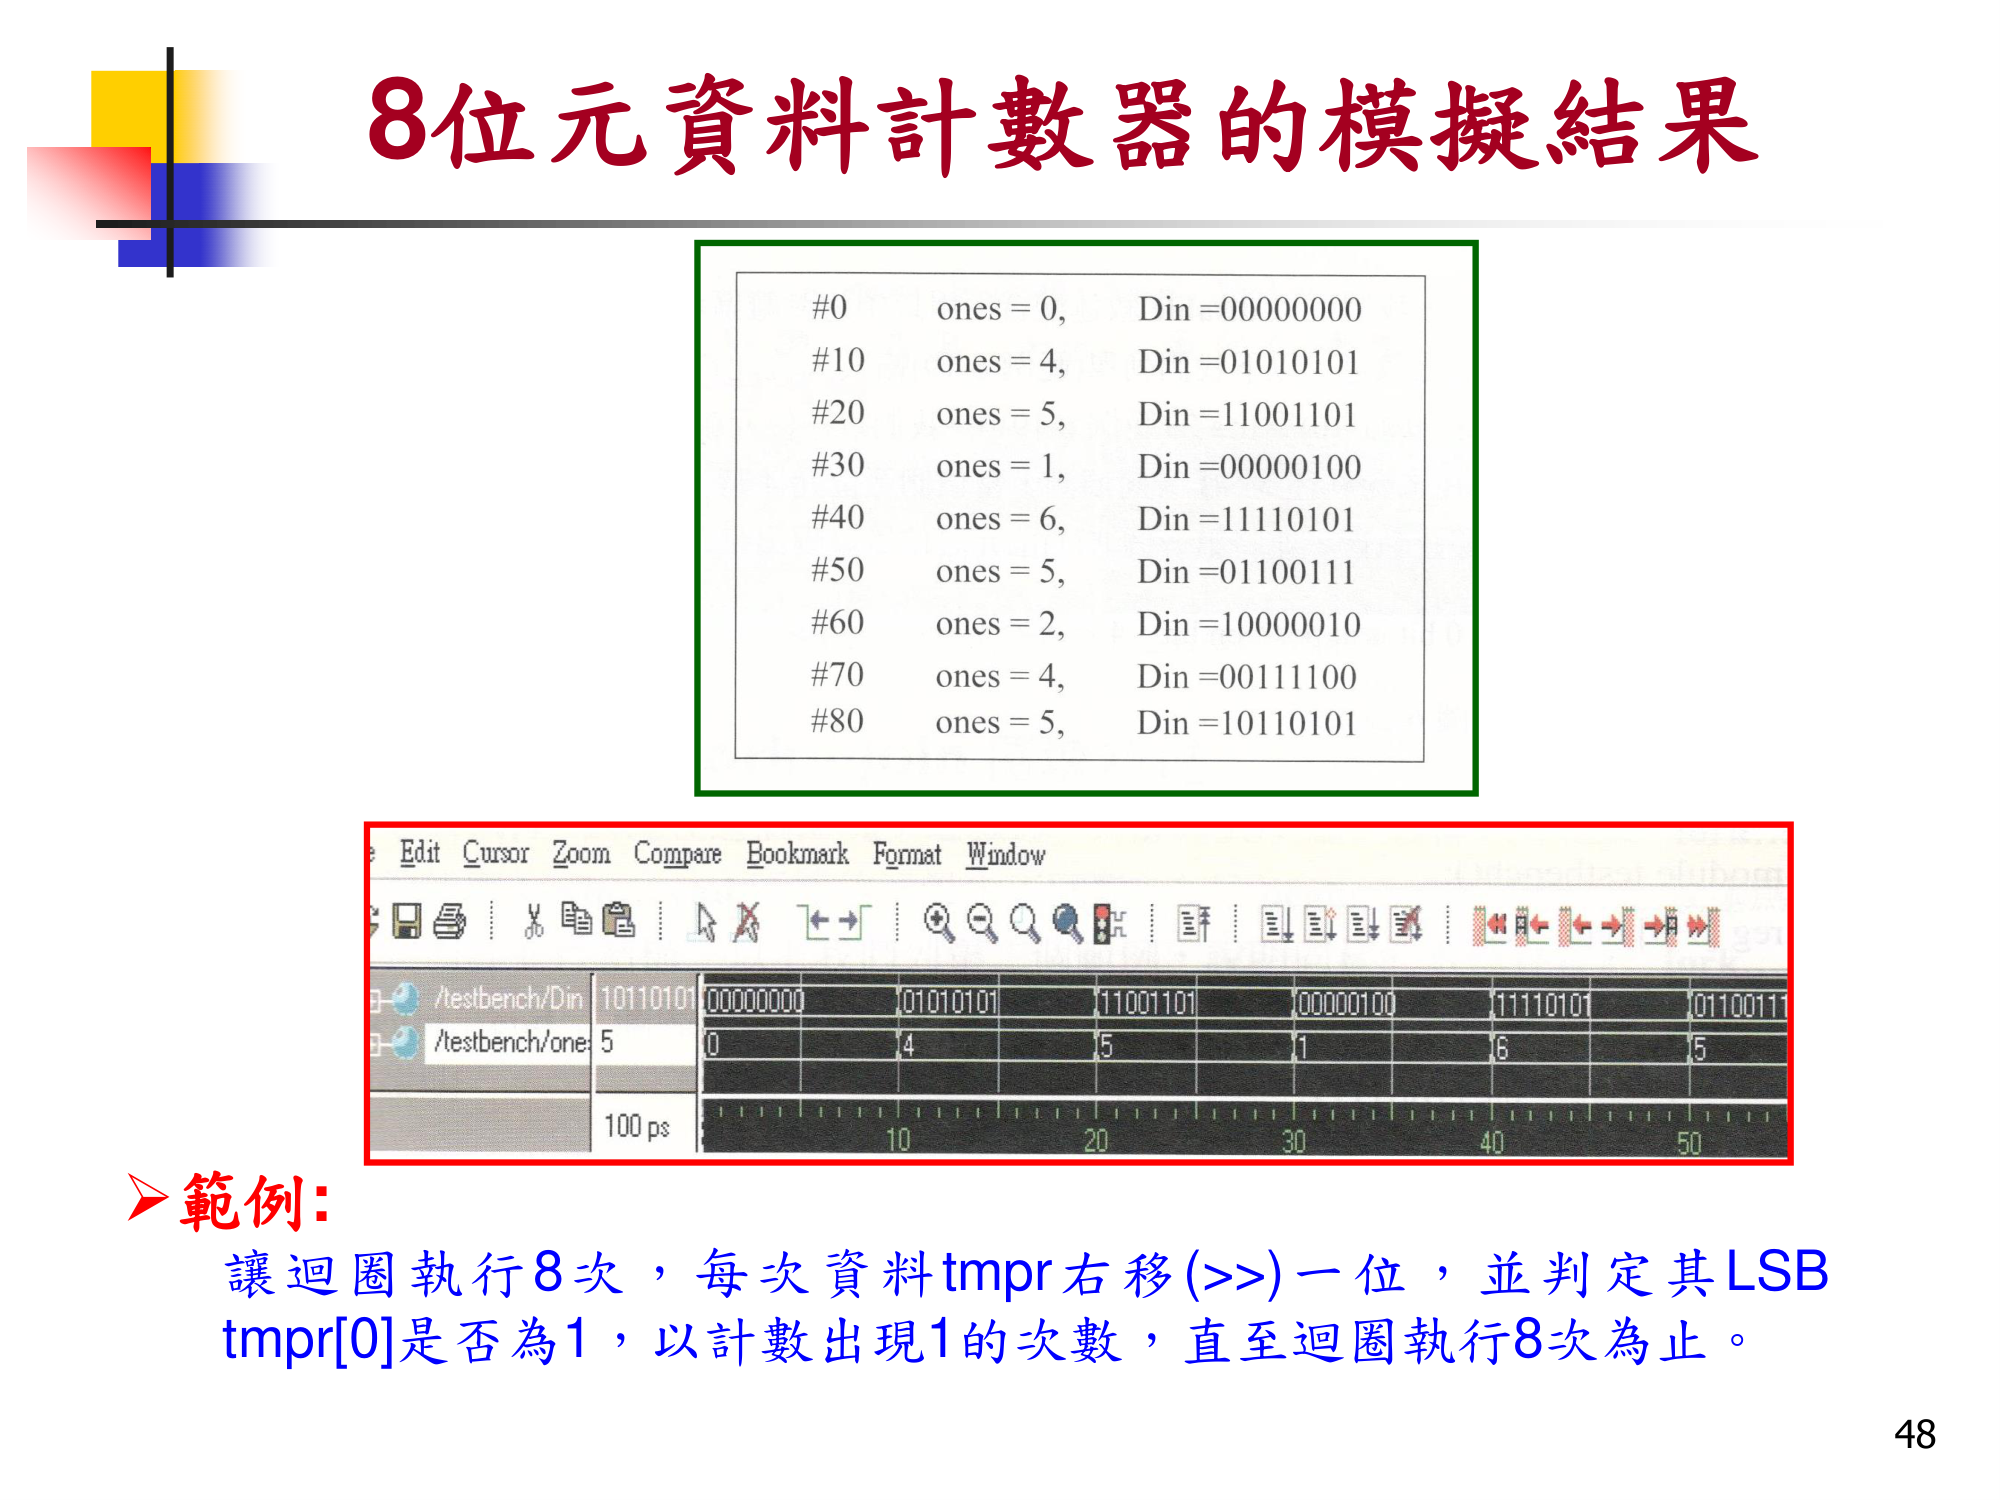 8位元資料計數器的模擬結果
#0 ones = 0, Din =00000000
#10 ones = 4, Din =01010101
#20 ones = 5, Din =11001101
#30 ones = 1, Din =00000100
#40 ones = 6, Din =11110101
#50 ones = 5, Din =01100111
#60 ones = 2, Din =10000010
#70 ones = 4, Din =00111100
#80 ones = 5, Din =10110101
Edit Cursor Zoom Compare Bookmark Format Window
/testbench/Din 10110101 00000000 01010101 11001101 00000100 11110101 01100111
/testbench/one 5 0 4 5 1 6 5
100 ps 10 20 30 40 50
➢範例:
讓迴圈執行8次，每次資料tmpr右移(>>)一位，並判定其LSB
tmpr[0]是否為1，以計數出現1的次數，直至迴圈執行8次為止。
48